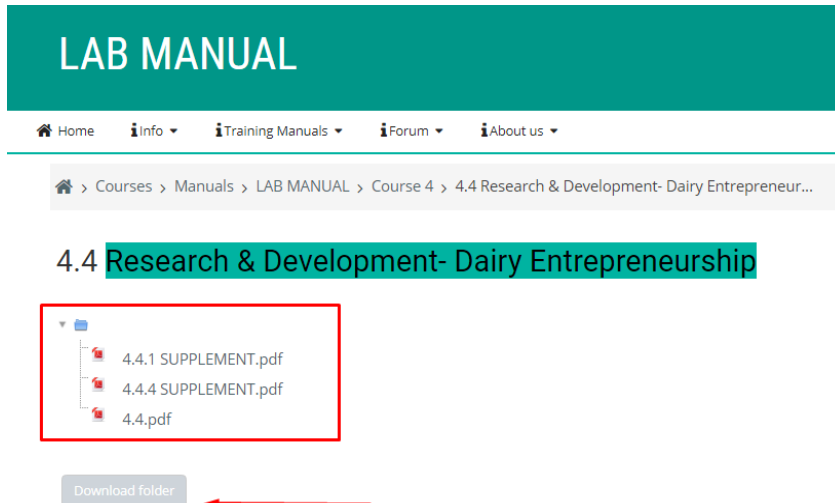 LAB MANUAL
Home Info Training Manuals Forum About us
> Courses > Manuals > LAB MANUAL > Course 4 > 4.4 Research & Development- Dairy Entrepreneur...
4.4 Research & Development- Dairy Entrepreneurship
4.4.1 SUPPLEMENT.pdf
4.4.4 SUPPLEMENT.pdf
4.4.pdf
Download folder